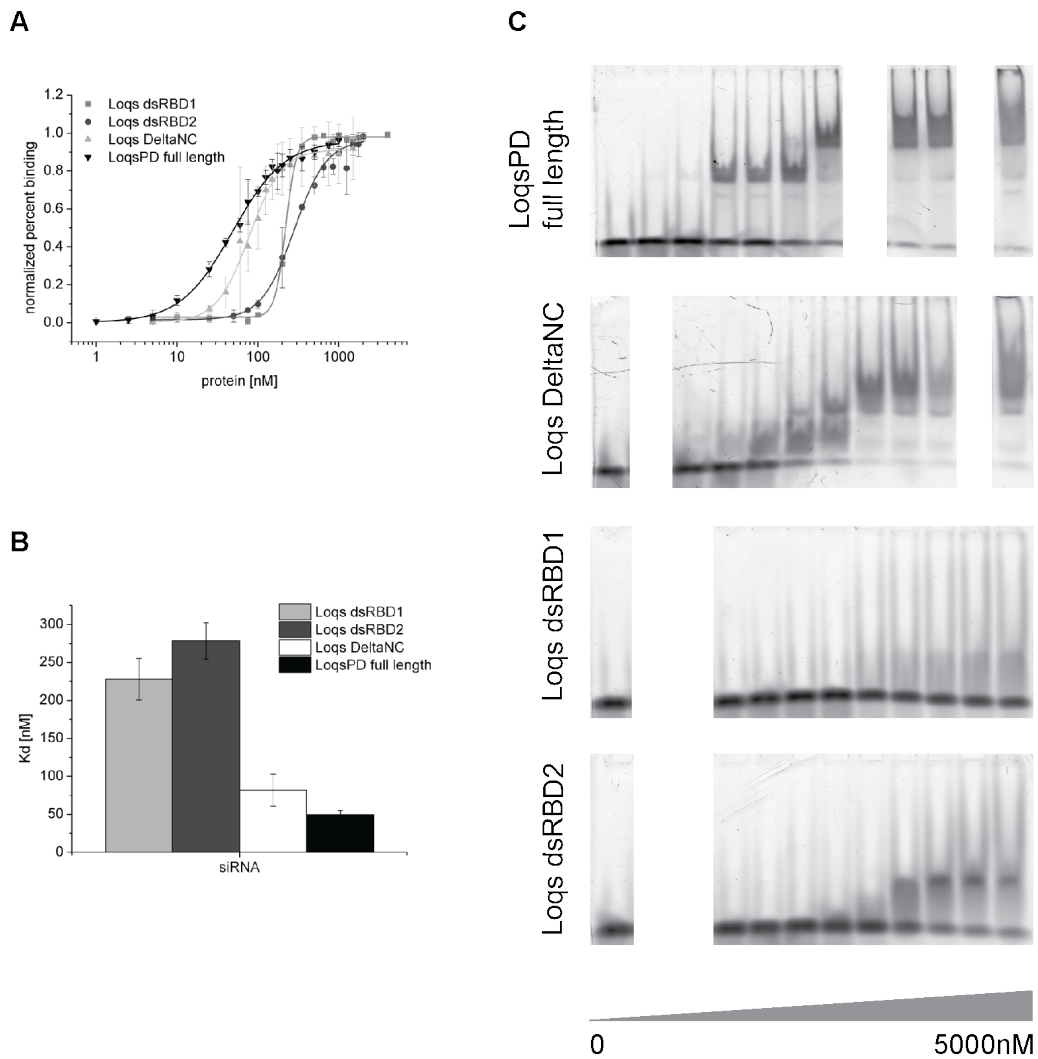 A
normalized percent binding
1.2
1.0
0.8
0.6
0.4
0.2
0.0
Loqs dsRBD1
Loqs dsRBD2
Loqs DeltaNC
LoqsPD full length
1
10
100
1000
protein [nM]
B
Kd [nM]
300
250
200
150
100
50
0
Loqs dsRBD1
Loqs dsRBD2
Loqs DeltaNC
LoqsPD full length
siRNA
C
LoqsPD
full length
Loqs DeltaNC
Loqs dsRBD1
Loqs dsRBD2
0
5000nM